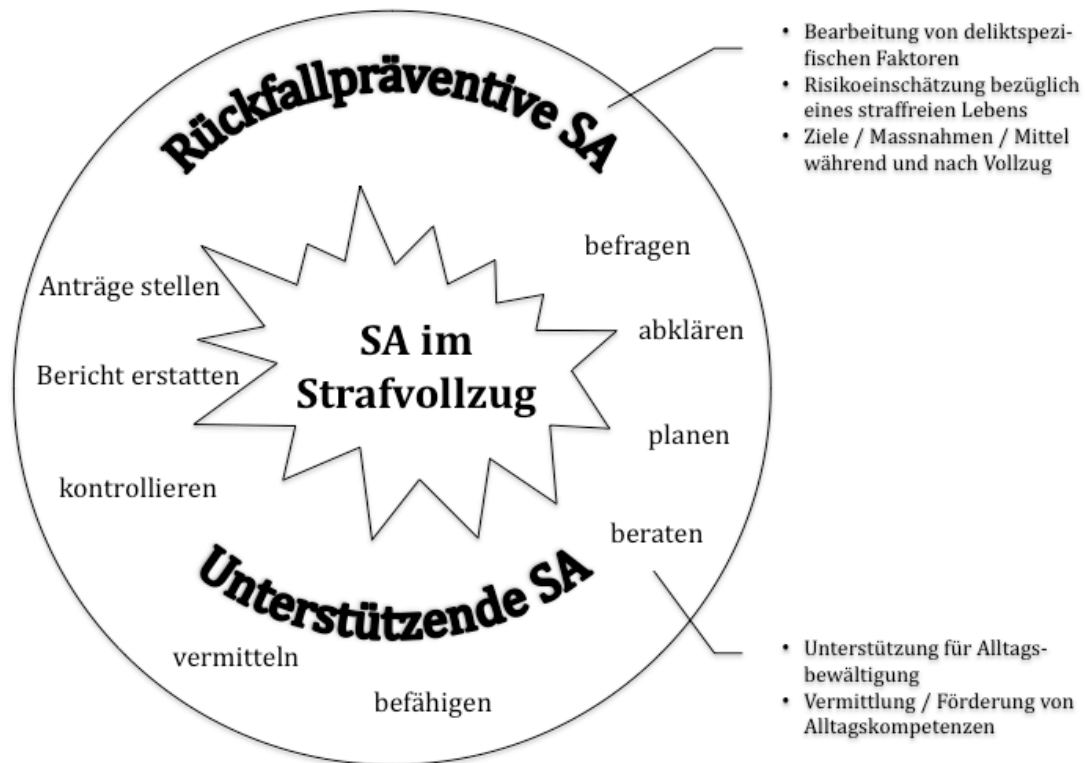 Rückfallpräventive SA
• Bearbeitung von deliktspezi-
fischen Faktoren
• Risikoeinschätzung bezüglich
eines straffreien Lebens
• Ziele / Massnahmen / Mittel
während und nach Vollzug
befragen
abklären
planen
beraten
Anträge stellen
Bericht erstatten
kontrollieren
SA im
Strafvollzug
Unterstützende SA
vermitteln
befähigen
• Unterstützung für Alltags-
bewältigung
• Vermittlung / Förderung von
Alltagskompetenzen